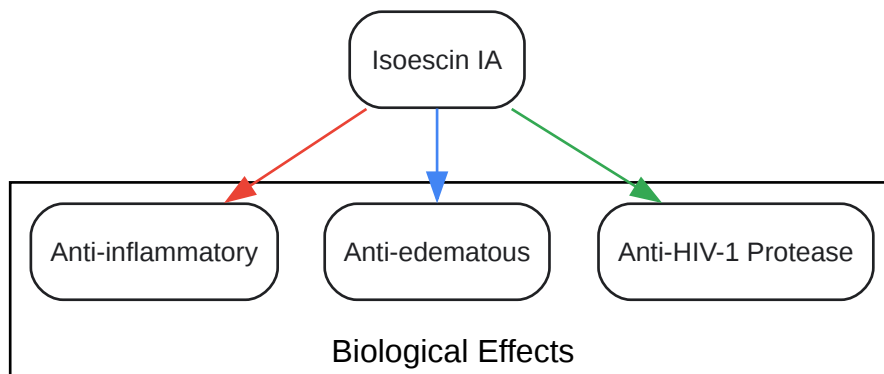 Isoescin IA
Anti-inflammatory
Anti-edematous
Anti-HIV-1 Protease
Biological Effects